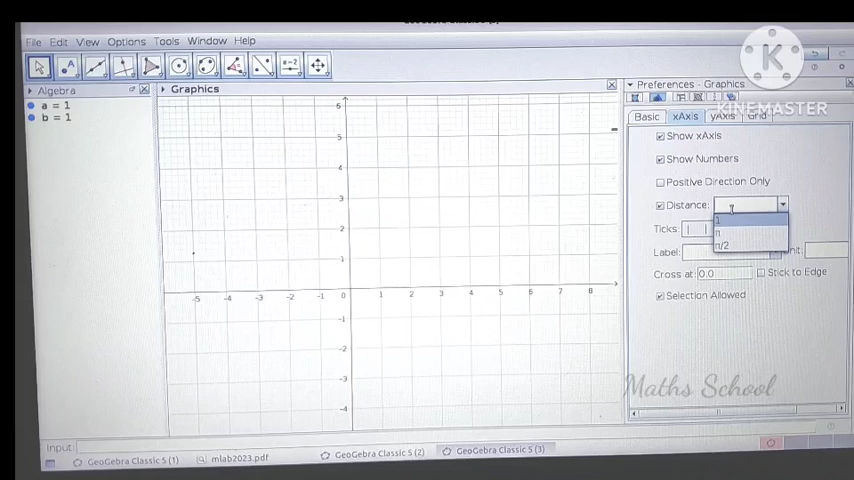 File Edit View Options Tools Window Help
K
KINEMASTER
A
a=2
Algebra
a = 1
b = 1
Graphics
Preferences - Graphics
Basic xAxis yAxis Grid
Show xAxis
Show Numbers
Positive Direction Only
Distance:
1
π
π/2
Ticks: | |
Label: Unit:
Cross at: 0.0 Stick to Edge
Selection Allowed
6
5
4
3
2
1
-5 -4 -3 -2 -1 0 1 2 3 4 5 6 7 8
-1
-2
-3
-4
Maths School
Input:
GeoGebra Classic 5 (1) mlab2023.pdf GeoGebra Classic 5 (2) GeoGebra Classic 5 (3)